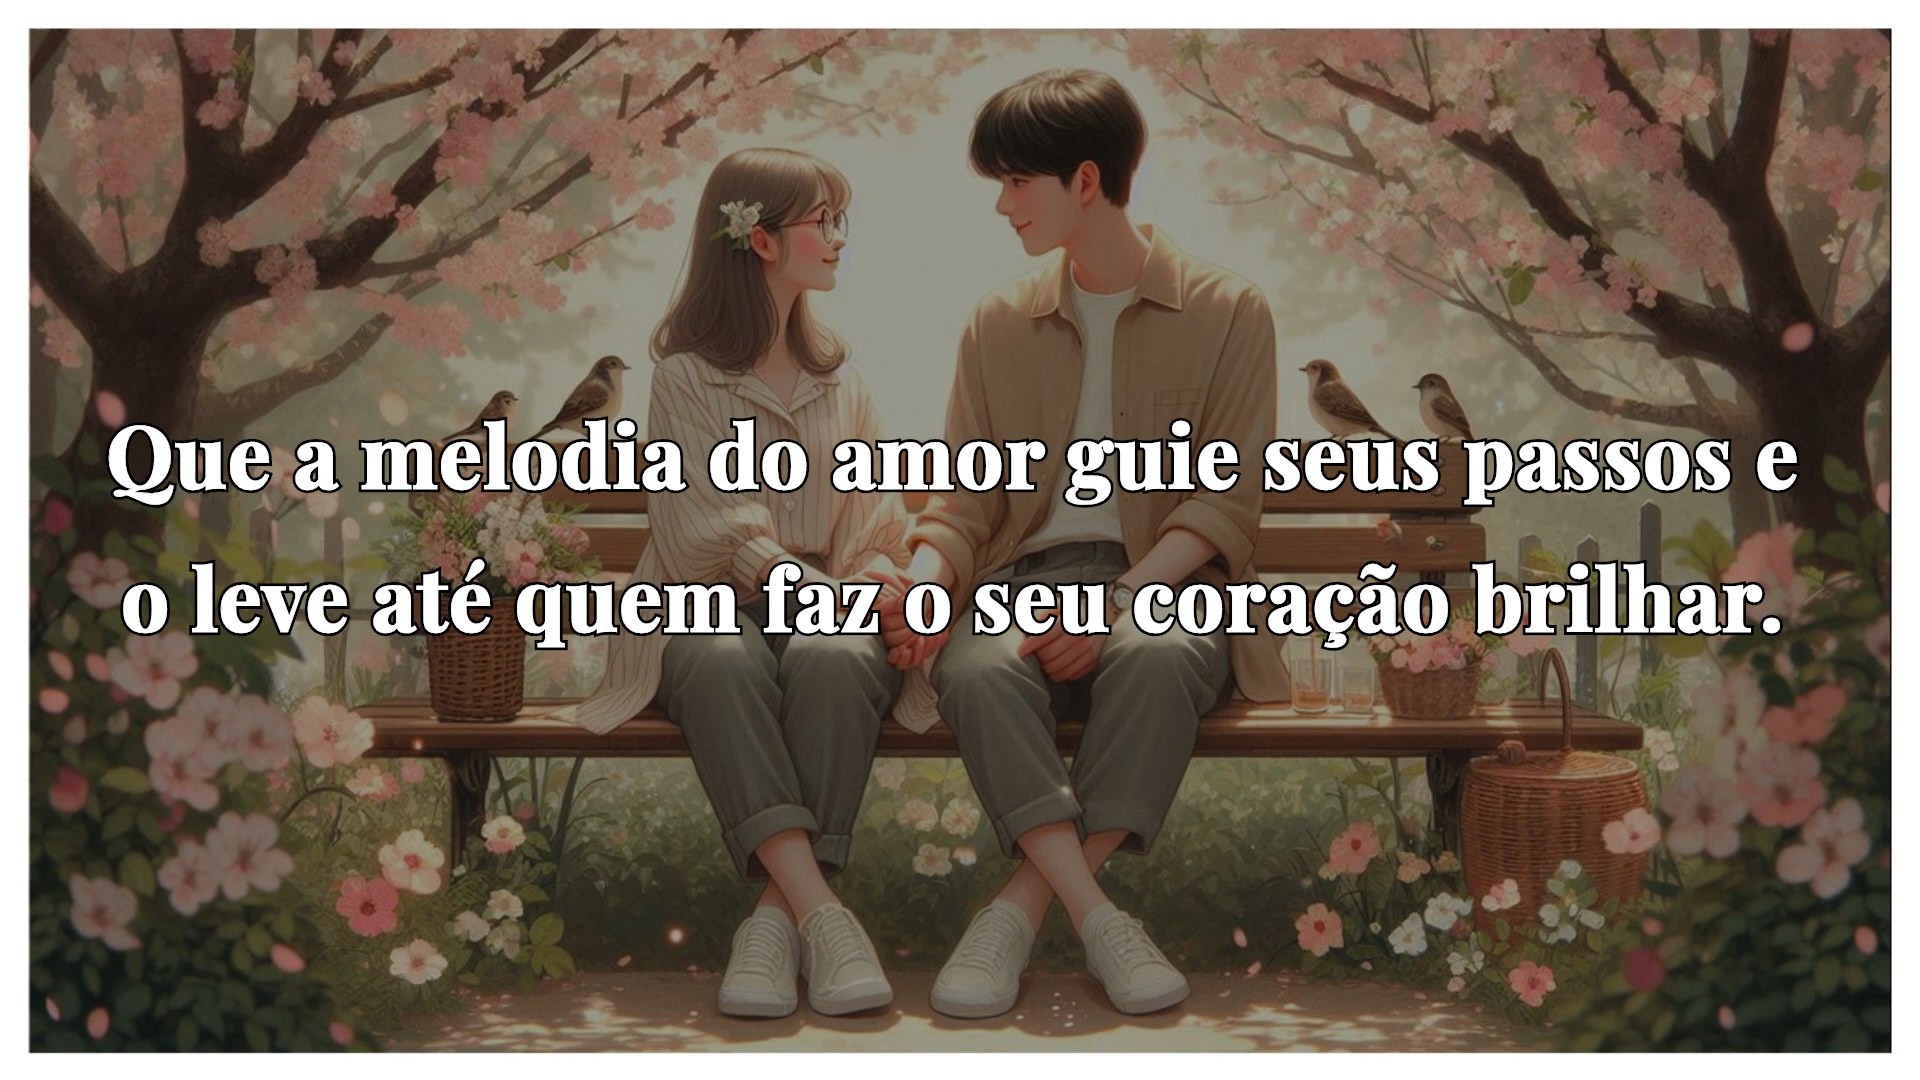 Que a melodia do amor guie seus passos e
o leve até quem faz o seu coração brilhar.